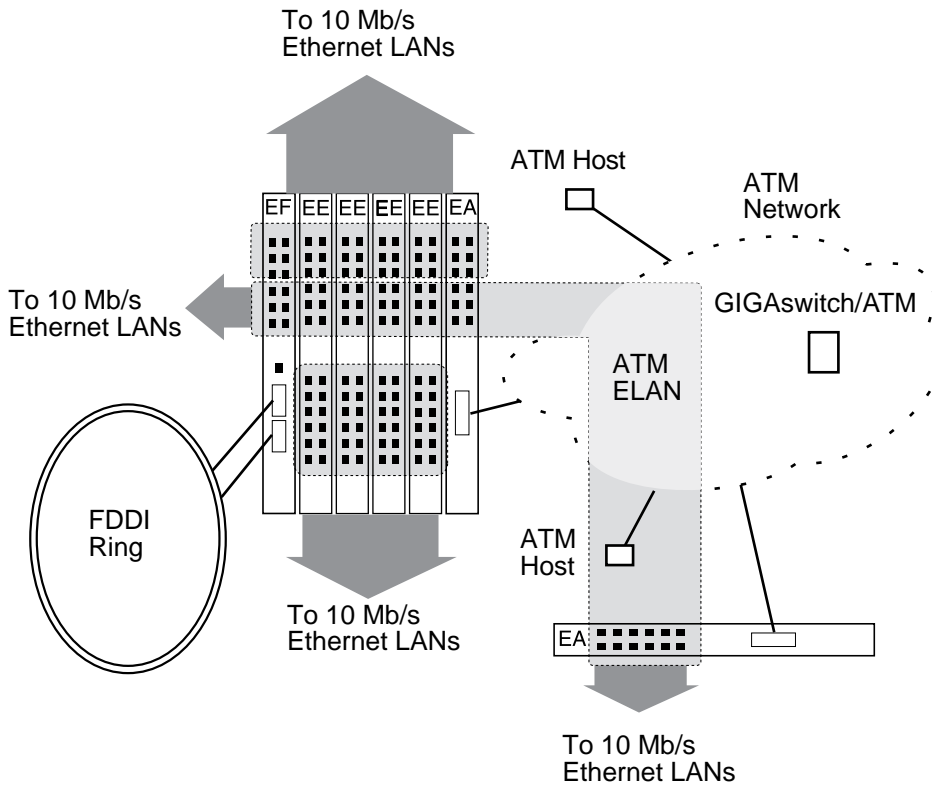 To 10 Mb/s
Ethernet LANs
ATM Host
ATM
Network
EF EE EE EE EE EA
To 10 Mb/s
Ethernet LANs
GIGAswitch/ATM
ATM
ELAN
FDDI
Ring
ATM
Host
To 10 Mb/s
Ethernet LANs
EA
To 10 Mb/s
Ethernet LANs